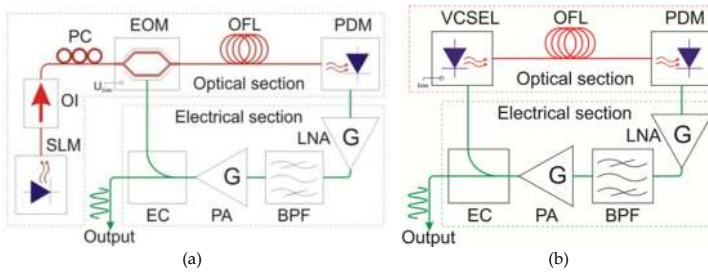 EOM
OFL
PDM
PC
U bias
Optical section
OI
Electrical section
SLM
LNA
G
G
EC
PA
BPF
Output
(a)
VCSEL
OFL
PDM
Optical section
Electrical section
LNA
G
G
EC
PA
BPF
Output
(b)